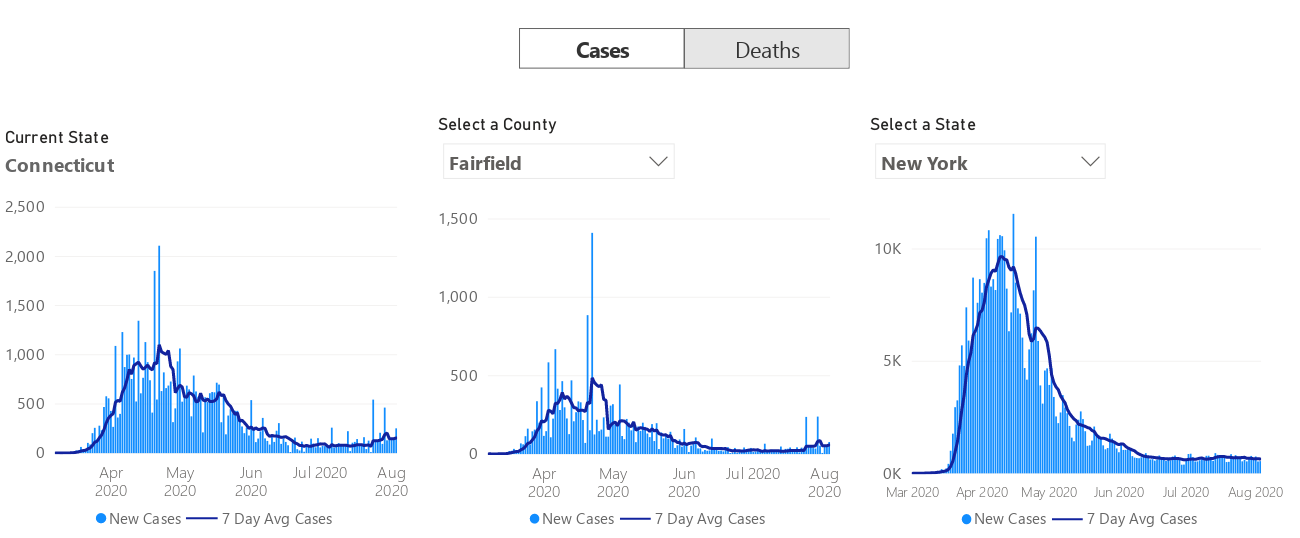 Cases Deaths
Current State
Connecticut
2,500
2,000
1,500
1,000
500
0
Apr 2020
May 2020
Jun 2020
Jul 2020
Aug 2020
New Cases 7 Day Avg Cases
Select a County
Fairfield
1,500
1,000
500
0
Apr 2020
May 2020
Jun 2020
Jul 2020
Aug 2020
New Cases 7 Day Avg Cases
Select a State
New York
10K
5K
0K
Mar 2020 Apr 2020 May 2020 Jun 2020 Jul 2020 Aug 2020
New Cases 7 Day Avg Cases